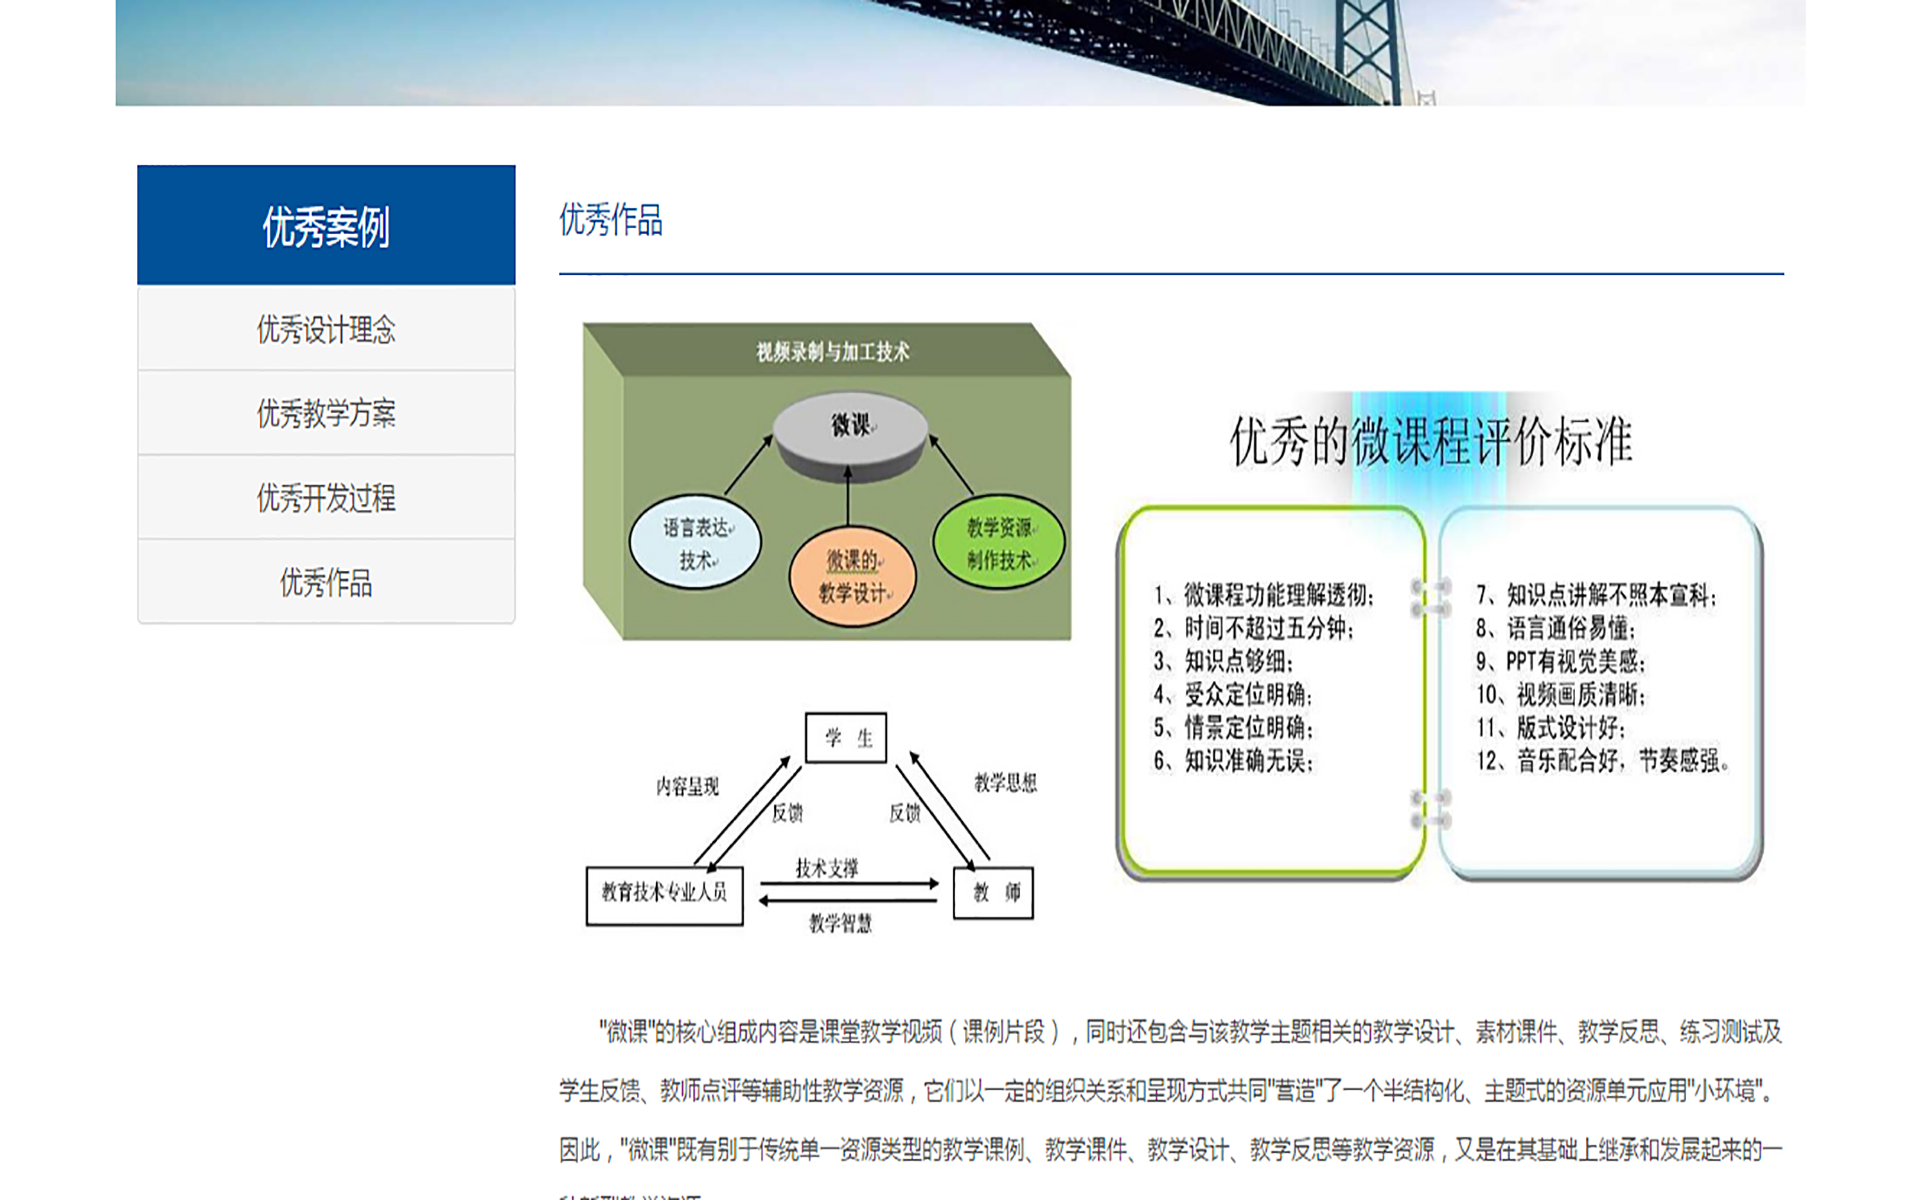 优秀案例
优秀设计理念
优秀教学方案
优秀开发过程
优秀作品
优秀作品
视频录制与加工技术
微课
语言表达
技术
微课的
教学设计
教学资源
制作技术
优秀的微课程评价标准
1、微课程功能理解透彻;
2、时间不超过五分钟;
3、知识点够细;
4、受众定位明确;
5、情景定位明确;
6、知识准确无误;
7、知识点讲解不照本宣科;
8、语言通俗易懂;
9、PPT有视觉美感;
10、视频画质清晰;
11、版式设计好;
12、音乐配合好，节奏感强。
学 生
内容呈现
反馈
反馈
教学思想
技术支撑
教育技术专业人员
教 师
教学智慧
"微课"的核心组成内容是课堂教学视频（课例片段），同时还包含与该教学主题相关的教学设计、素材课件、教学反思、练习测试及
学生反馈、教师点评等辅助性教学资源，它们以一定的组织关系和呈现方式共同"营造"了一个半结构化、主题式的资源单元应用"小环境"。
因此，"微课"既有别于传统单一资源类型的教学课例、教学课件、教学设计、教学反思等教学资源，又是在其基础上继承和发展起来的一